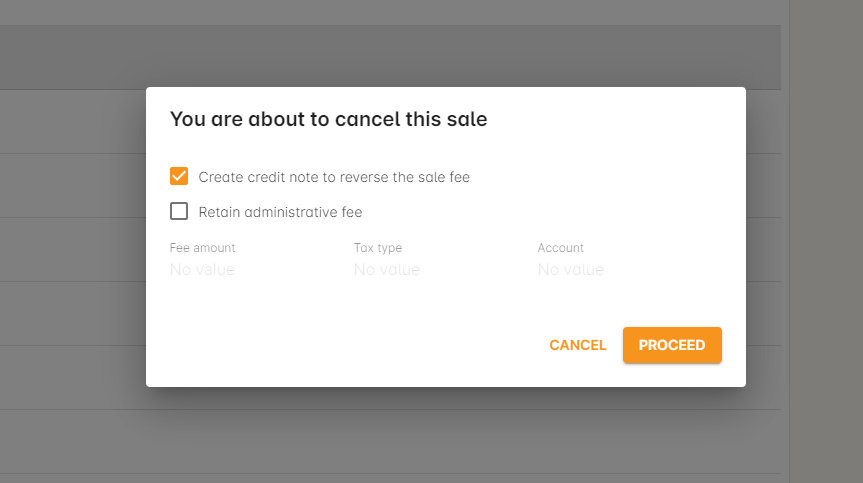 You are about to cancel this sale
Create credit note to reverse the sale fee
Retain administrative fee
Fee amount Tax type Account
No value No value No value
CANCEL PROCEED